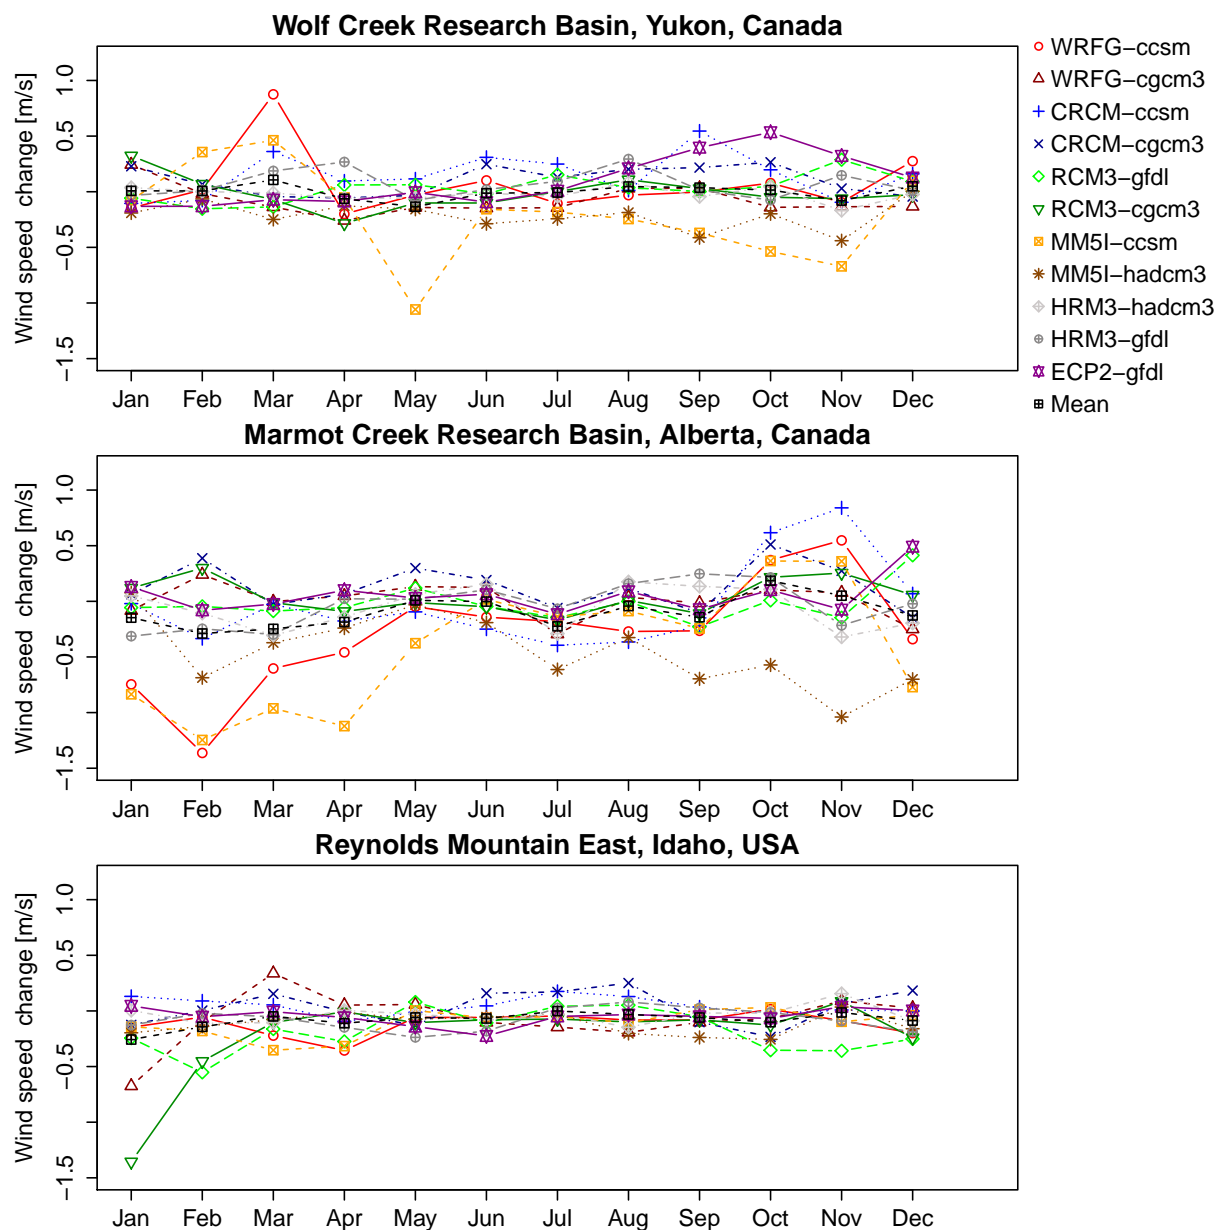 Wolf Creek Research Basin, Yukon, Canada
Wind speed change [m/s]
1.0
0.5
−0.5
−1.5
Jan Feb Mar Apr May Jun Jul Aug Sep Oct Nov Dec
WRFG−ccsm
WRFG−cgcm3
CRCM−ccsm
CRCM−cgcm3
RCM3−gfdl
RCM3−cgcm3
MM5I−ccsm
MM5I−hadcm3
HRM3−hadcm3
HRM3−gfdl
ECP2−gfdl
Mean
Marmot Creek Research Basin, Alberta, Canada
Wind speed change [m/s]
1.0
0.5
−0.5
−1.5
Jan Feb Mar Apr May Jun Jul Aug Sep Oct Nov Dec
Reynolds Mountain East, Idaho, USA
Wind speed change [m/s]
1.0
0.5
−0.5
−1.5
Jan Feb Mar Apr May Jun Jul Aug Sep Oct Nov Dec